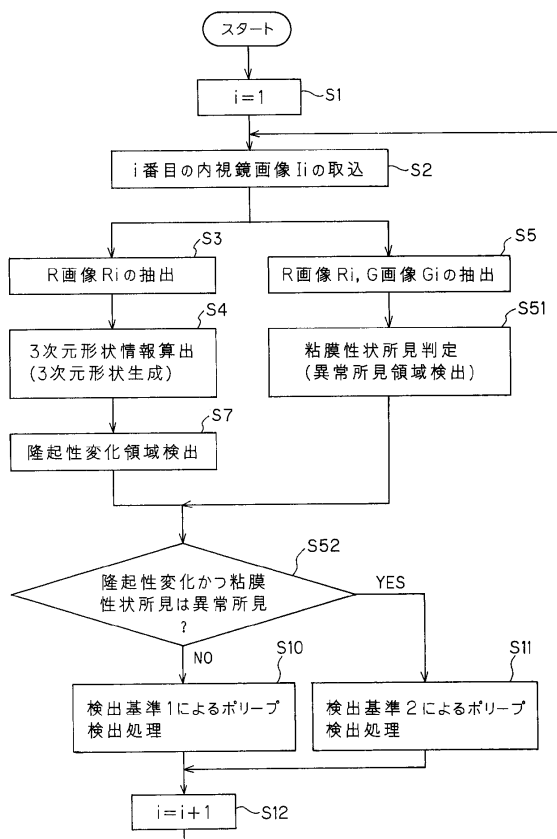 スタート
i=1
S1
i番目の内視鏡画像Iiの取込
S2
S3
R画像Riの抽出
S5
R画像Ri,G画像Giの抽出
S4
3次元形状情報算出
(3次元形状生成)
S51
粘膜性状所見判定
(異常所見領域検出)
S7
隆起性変化領域検出
S52
隆起性変化かつ粘膜
性状所見は異常所見
?
YES
NO
S10
検出基準1によるポリープ
検出処理
S11
検出基準2によるポリープ
検出処理
i=i+1
S12